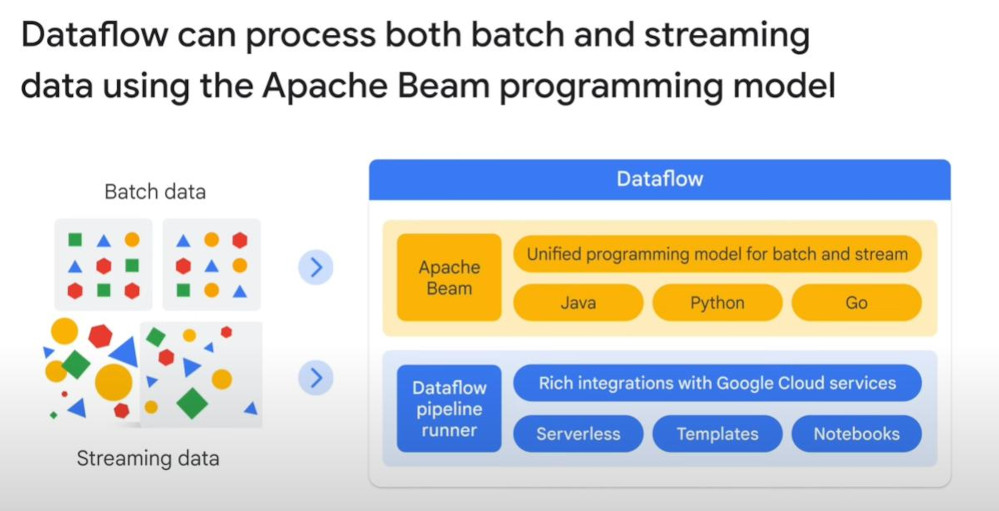 Dataflow can process both batch and streaming
data using the Apache Beam programming model
Batch data
Streaming data
Dataflow
Apache
Beam
Unified programming model for batch and stream
Java
Python
Go
Dataflow
pipeline
runner
Rich integrations with Google Cloud services
Serverless
Templates
Notebooks